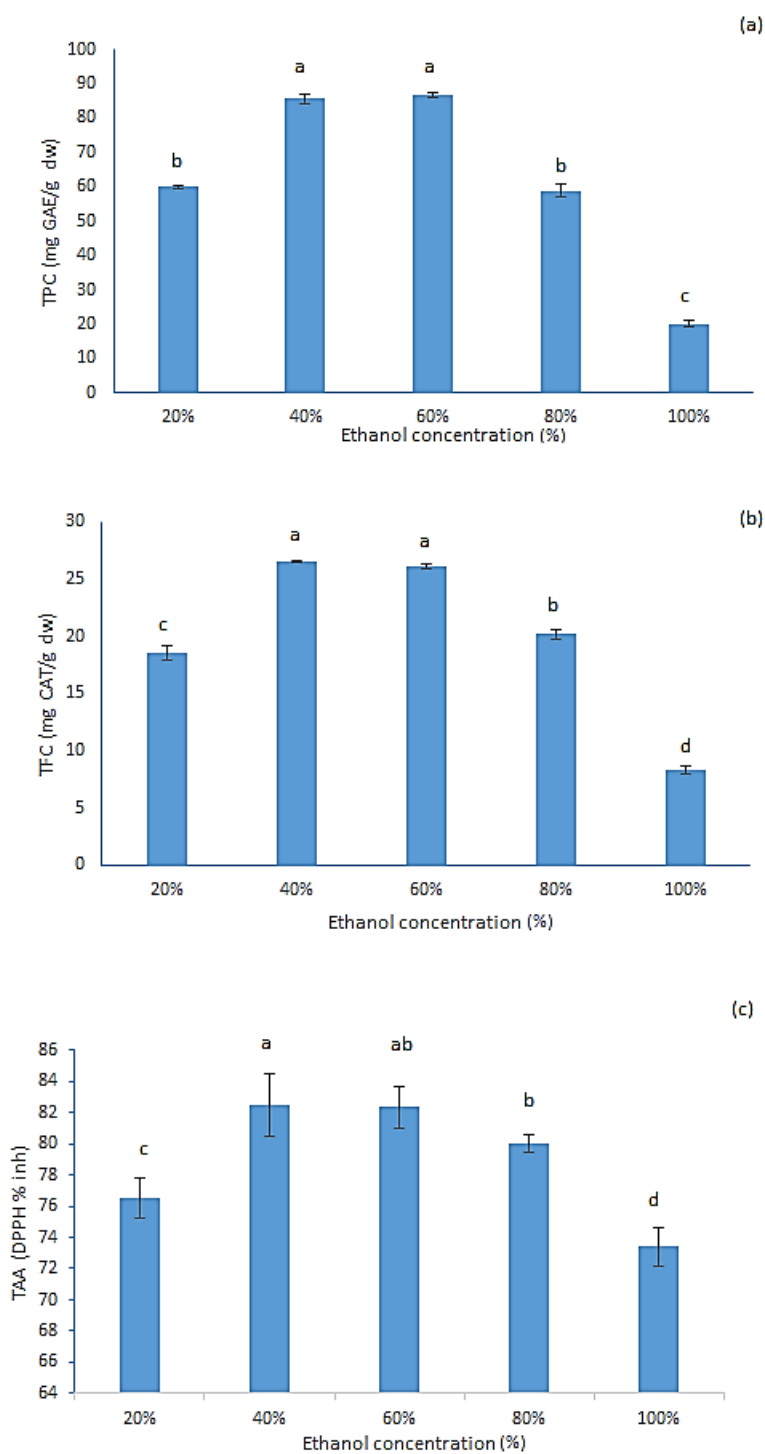 (a)
TPC (mg GAE/g dw)
100
90
80
70
60
50
40
30
20
10
0
b
a
a
b
c
20% 40% 60% 80% 100%
Ethanol concentration (%)
(b)
TFC (mg CAT/g dw)
30
25
20
15
10
5
0
c
a
a
b
d
20% 40% 60% 80% 100%
Ethanol concentration (%)
(c)
TAA (DPPH % inh)
86
84
82
80
78
76
74
72
70
68
66
64
c
a
ab
b
d
20% 40% 60% 80% 100%
Ethanol concentration (%)